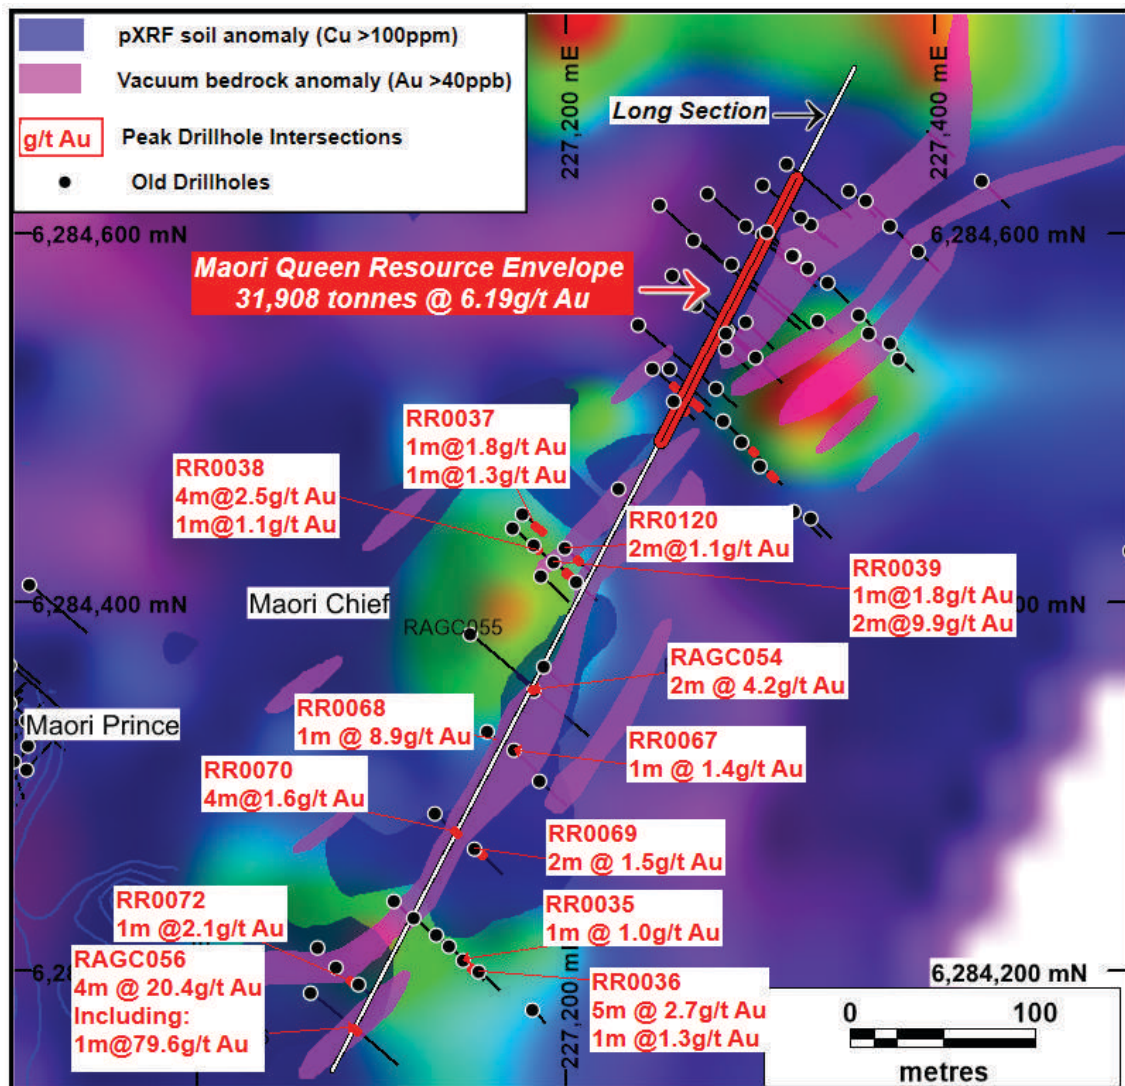 pXRF soil anomaly (Cu >100ppm)
Vacuum bedrock anomaly (Au >40ppb)
g/t Au
Peak Drillhole Intersections
Old Drillholes
227,200 mE
227,400 mE
Long Section
6,284,600 mN
6,284,600 mN
Maori Queen Resource Envelope
31,908 tonnes @ 6.19g/t Au
RR0037
1m@1.8g/t Au
1m@1.3g/t Au
RR0038
4m@2.5g/t Au
1m@1.1g/t Au
RR0120
2m@1.1g/t Au
RR0039
1m@1.8g/t Au
2m@9.9g/t Au
6,284,400 mN
00 mN
Maori Chief
RAGC055
RAGC054
2m @ 4.2g/t Au
Maori Prince
RR0068
1m @ 8.9g/t Au
RR0067
1m @ 1.4g/t Au
RR0070
4m@1.6g/t Au
RR0069
2m @ 1.5g/t Au
RR0072
1m @2.1g/t Au
RR0035
1m @ 1.0g/t Au
RAGC056
4m @ 20.4g/t Au
Including:
1m@79.6g/t Au
6,28
227,200 mE
6,284,200 mN
RR0036
5m @ 2.7g/t Au
1m @1.3g/t Au
0 100
metres